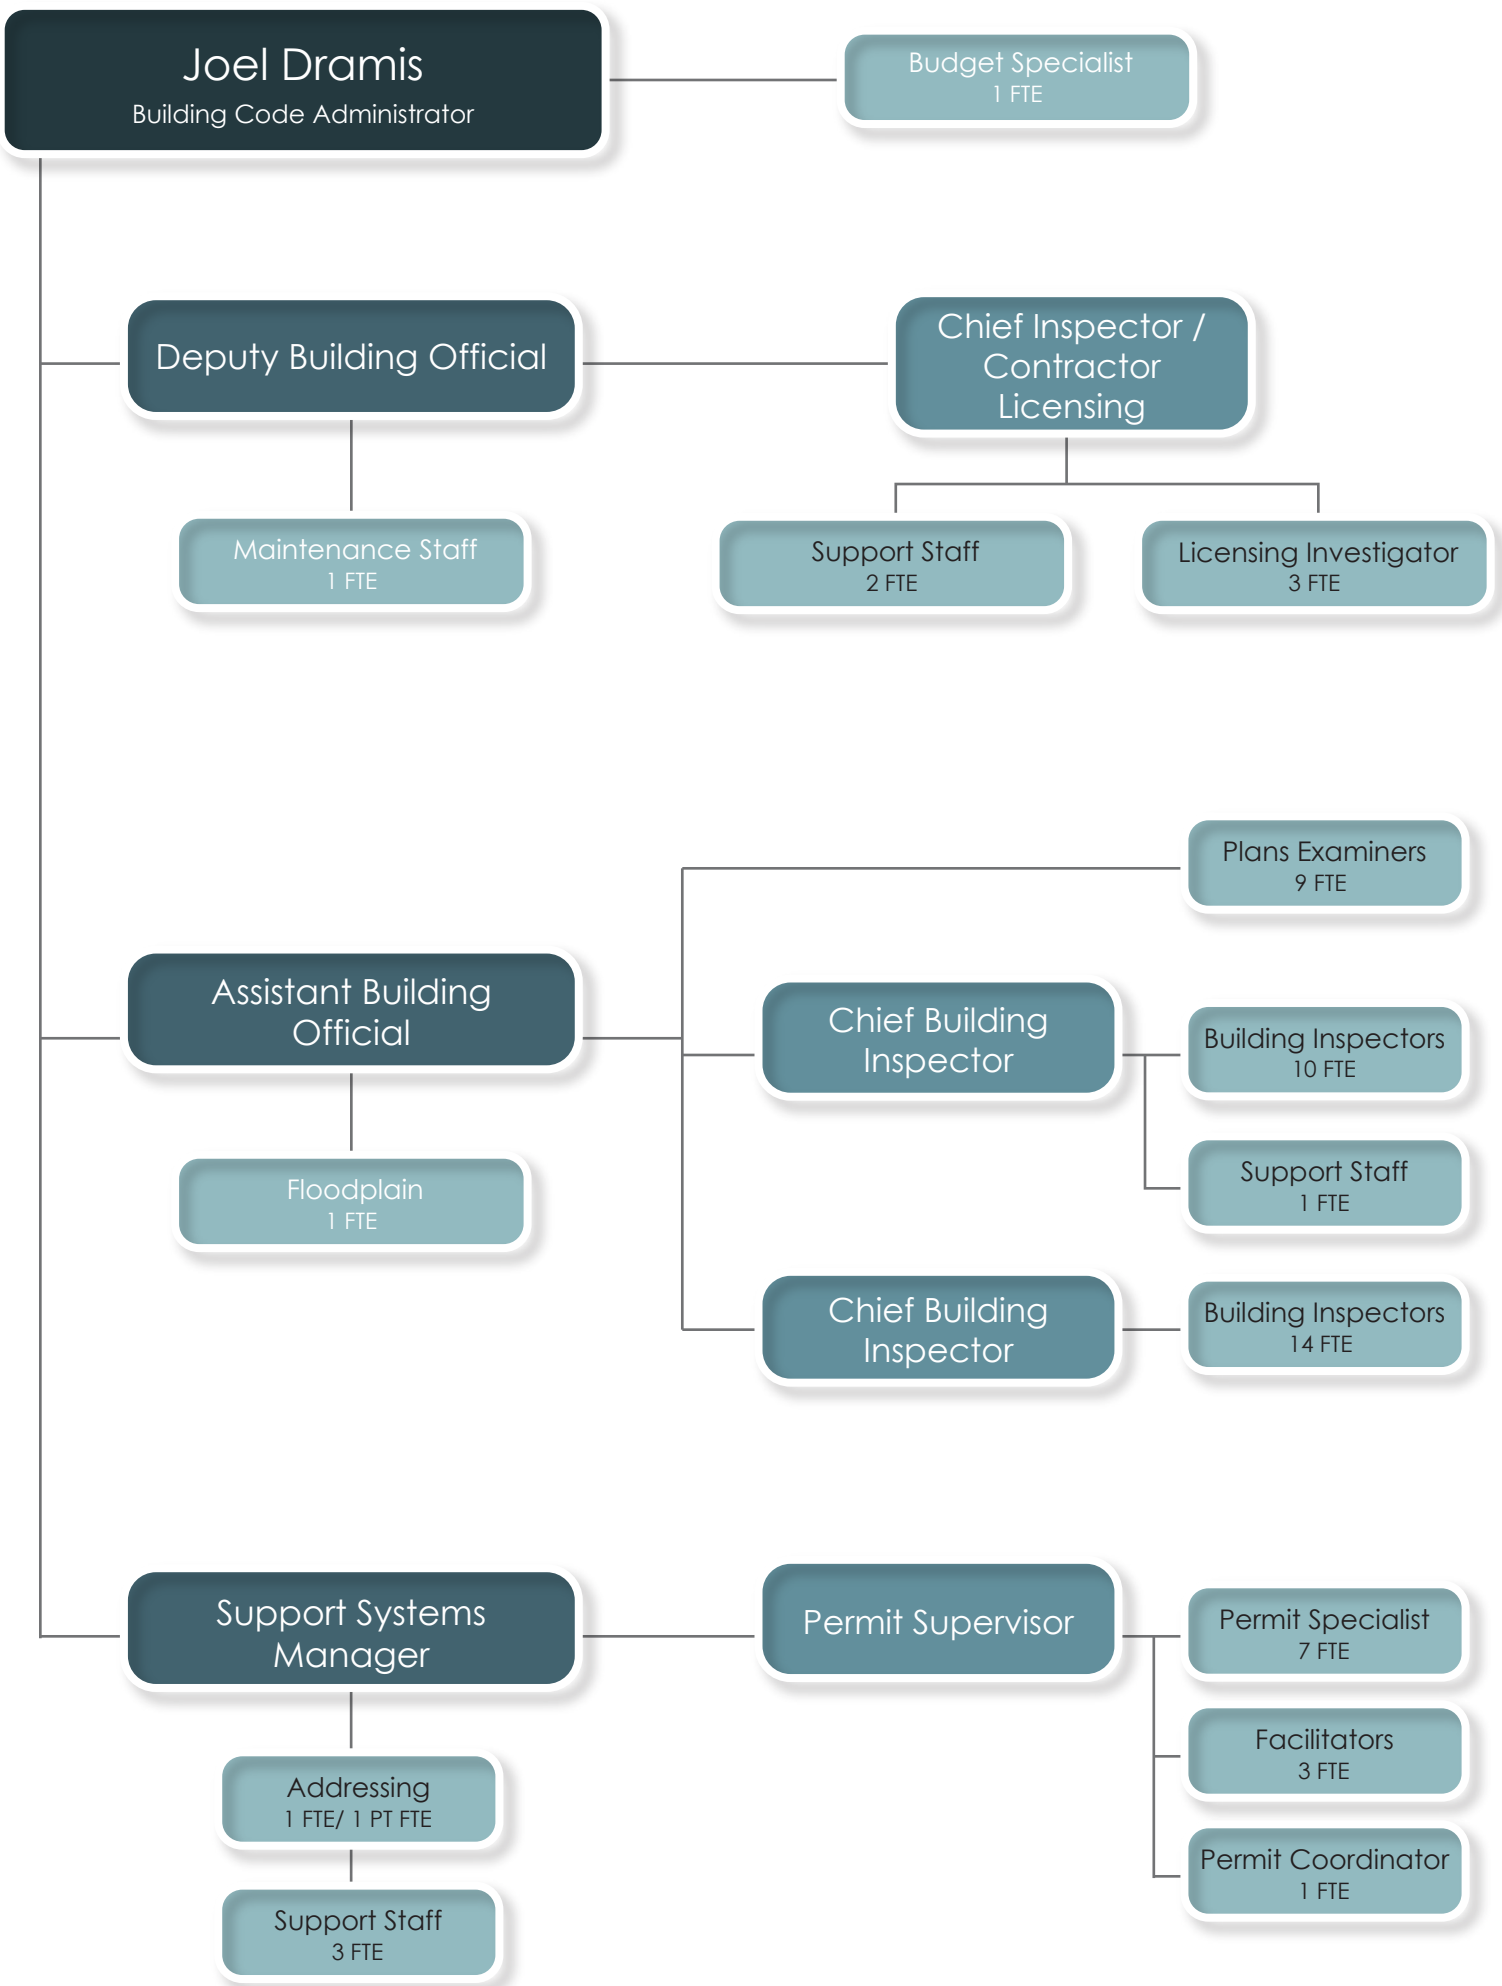 Joel Dramis
Building Code Administrator
Budget Specialist
1 FTE
Deputy Building Official
Chief Inspector /
Contractor
Licensing
Maintenance Staff
1 FTE
Support Staff
2 FTE
Licensing Investigator
3 FTE
Plans Examiners
9 FTE
Assistant Building
Official
Chief Building
Inspector
Building Inspectors
10 FTE
Support Staff
1 FTE
Floodplain
1 FTE
Chief Building
Inspector
Building Inspectors
14 FTE
Support Systems
Manager
Permit Supervisor
Permit Specialist
7 FTE
Facilitators
3 FTE
Addressing
1 FTE/ 1 PT FTE
Permit Coordinator
1 FTE
Support Staff
3 FTE